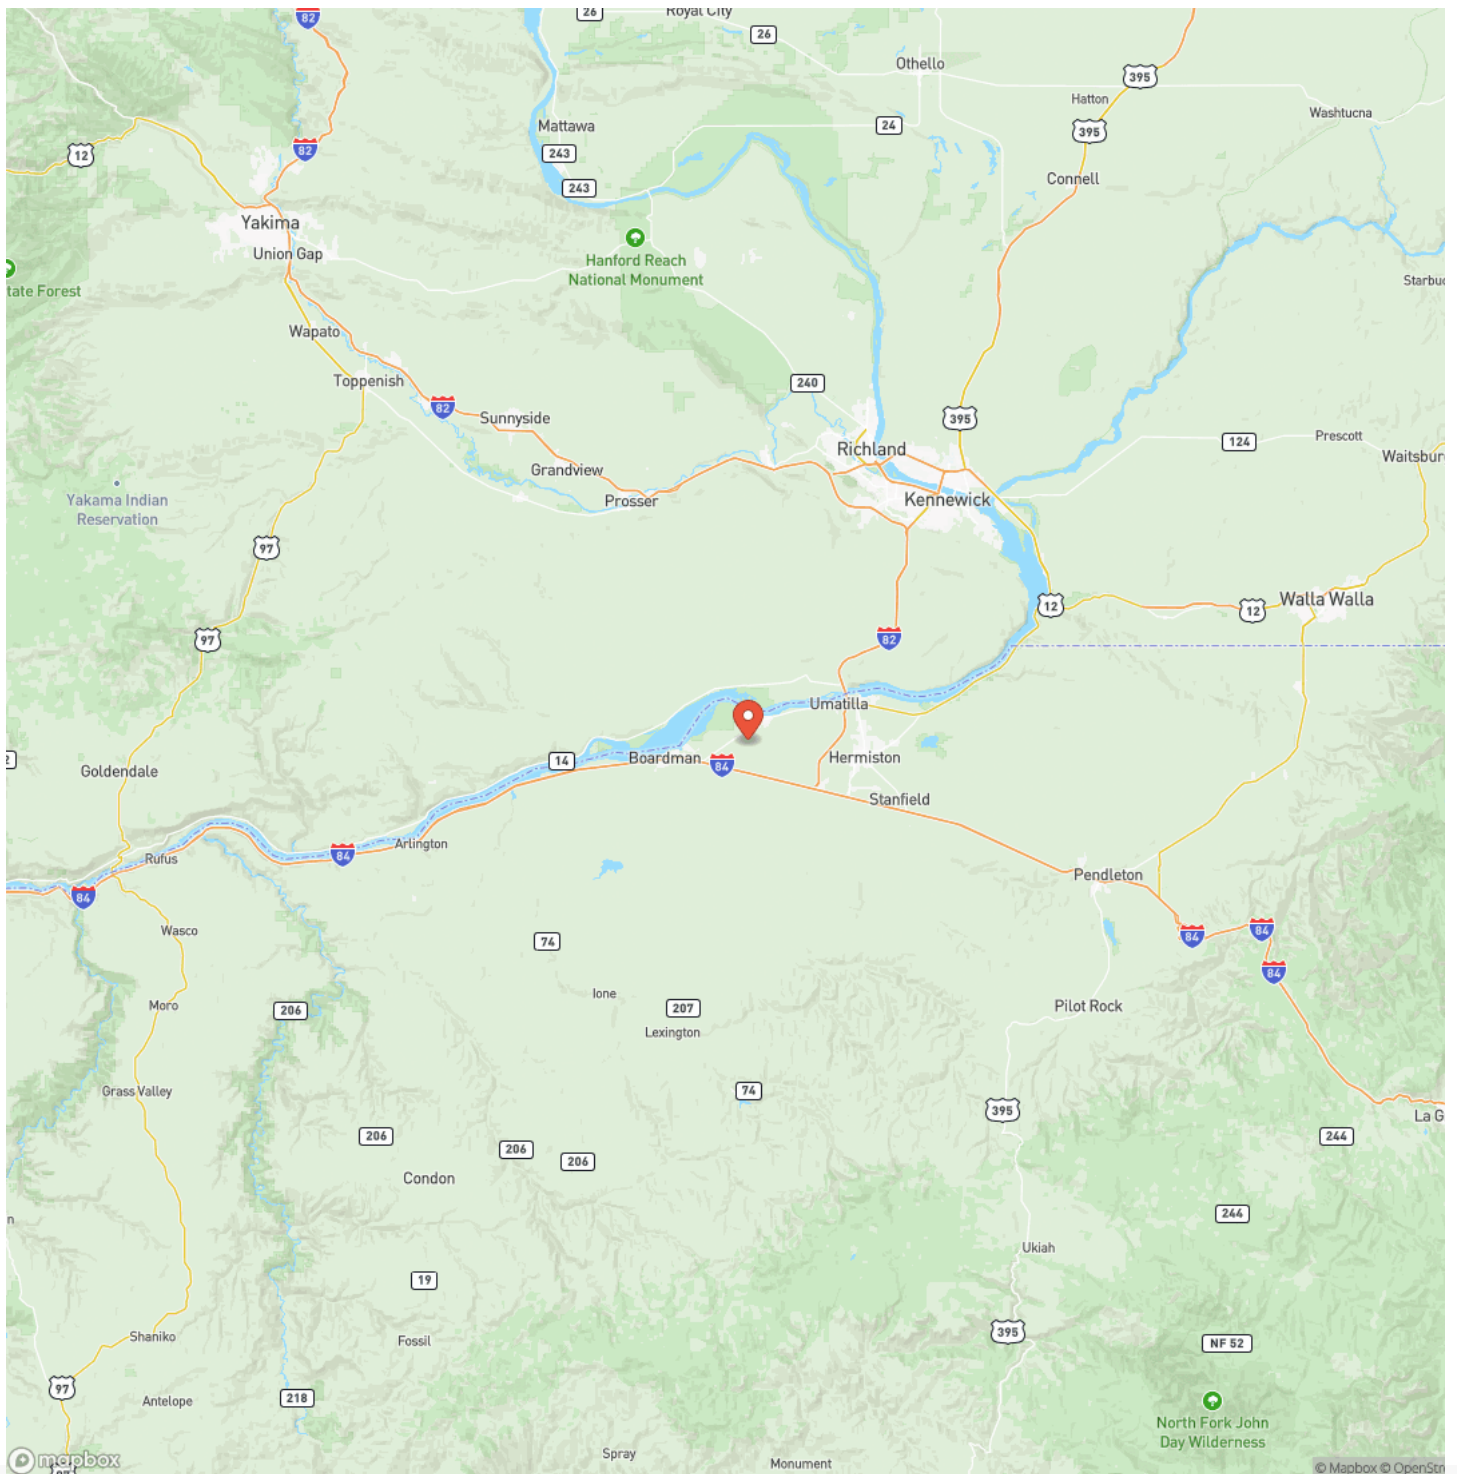 82
26
Royal City
26
Othello
395
Hatton
Washtucna
Mattawa
24
395
82
12
243
243
Connell
Yakima
Union Gap
Hanford Reach
National Monument
tate Forest
Starbuc
Wapato
Toppenish
240
82
Sunnyside
395
Richland
124
Prescott
Waitsbur
Grandview
Prosser
Kennewick
Yakama Indian
Reservation
97
12
12
Walla Walla
97
82
Umatilla
14
Boardman
84
Hermiston
2
Goldendale
Stanfield
Arlington
84
Rufus
84
Pendleton
Wasco
74
84
84
84
Ione
Moro
206
207
Pilot Rock
Lexington
Grass Valley
74
395
La G
206
206
206
244
Condon
244
n
Ukiah
19
Shaniko
Fossil
395
NF 52
97
Antelope
218
North Fork John
Day Wilderness
Spray
Monument
mapbox
97
© Mapbox © OpenStre